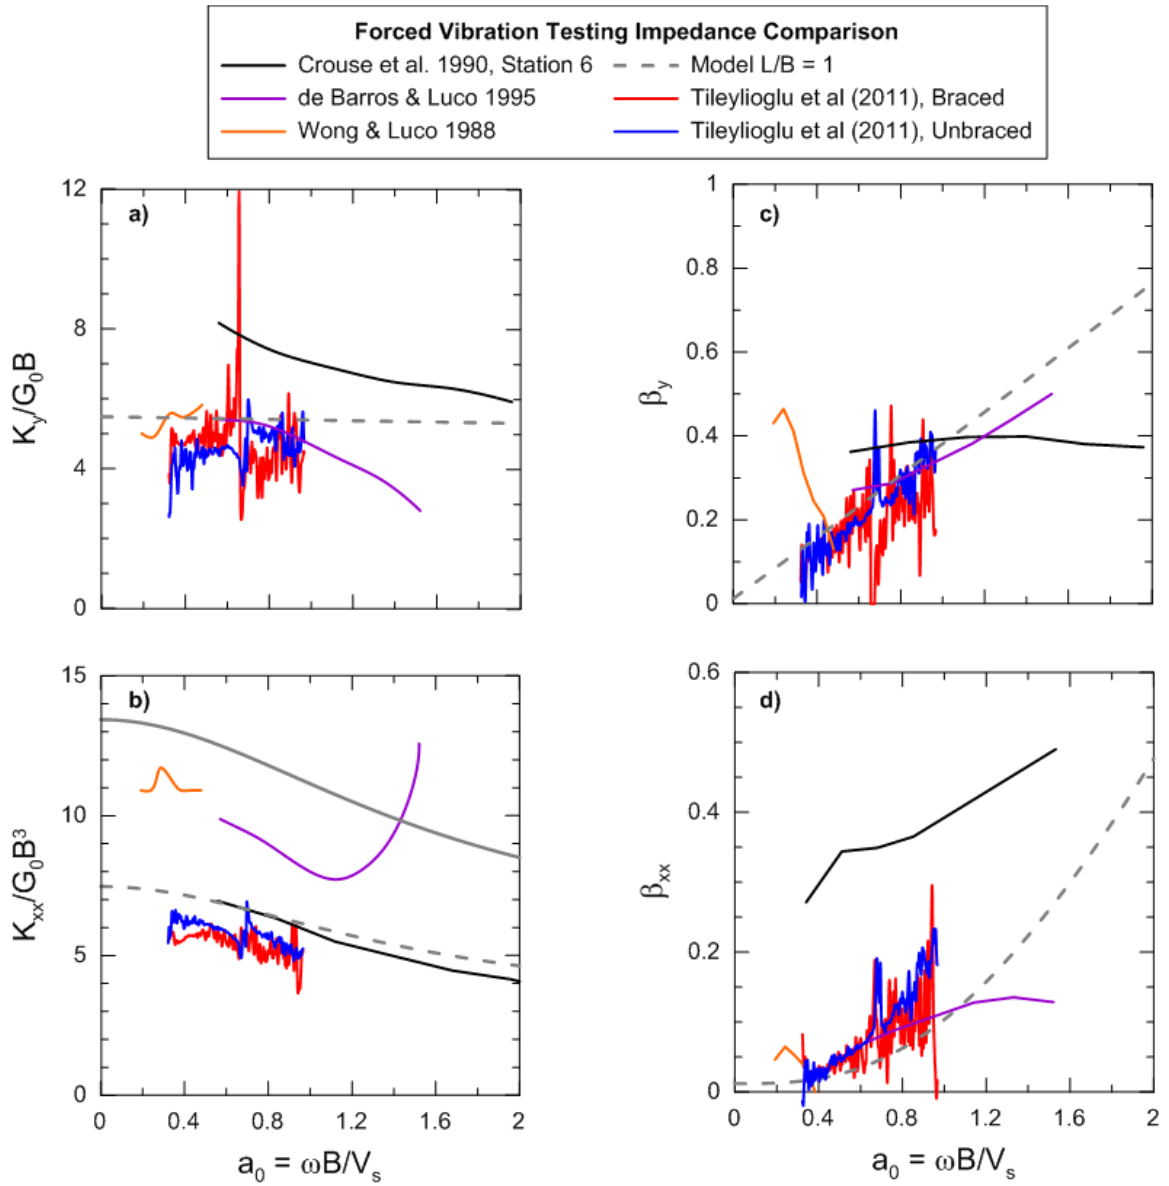 Forced Vibration Testing Impedance Comparison
Crouse et al. 1990, Station 6
Model L/B = 1
de Barros & Luco 1995
Tileylioglu et al (2011), Braced
Wong & Luco 1988
Tileylioglu et al (2011), Unbraced
a)
12
8
4
0
K_y/G_0B
c)
1
0.8
0.6
0.4
0.2
0
β_y
b)
15
10
5
0
K_xx/G_0B^3
0 0.4 0.8 1.2 1.6 2
a_0 = ωB/V_s
d)
0.6
0.4
0.2
0
β_xx
0 0.4 0.8 1.2 1.6 2
a_0 = ωB/V_s